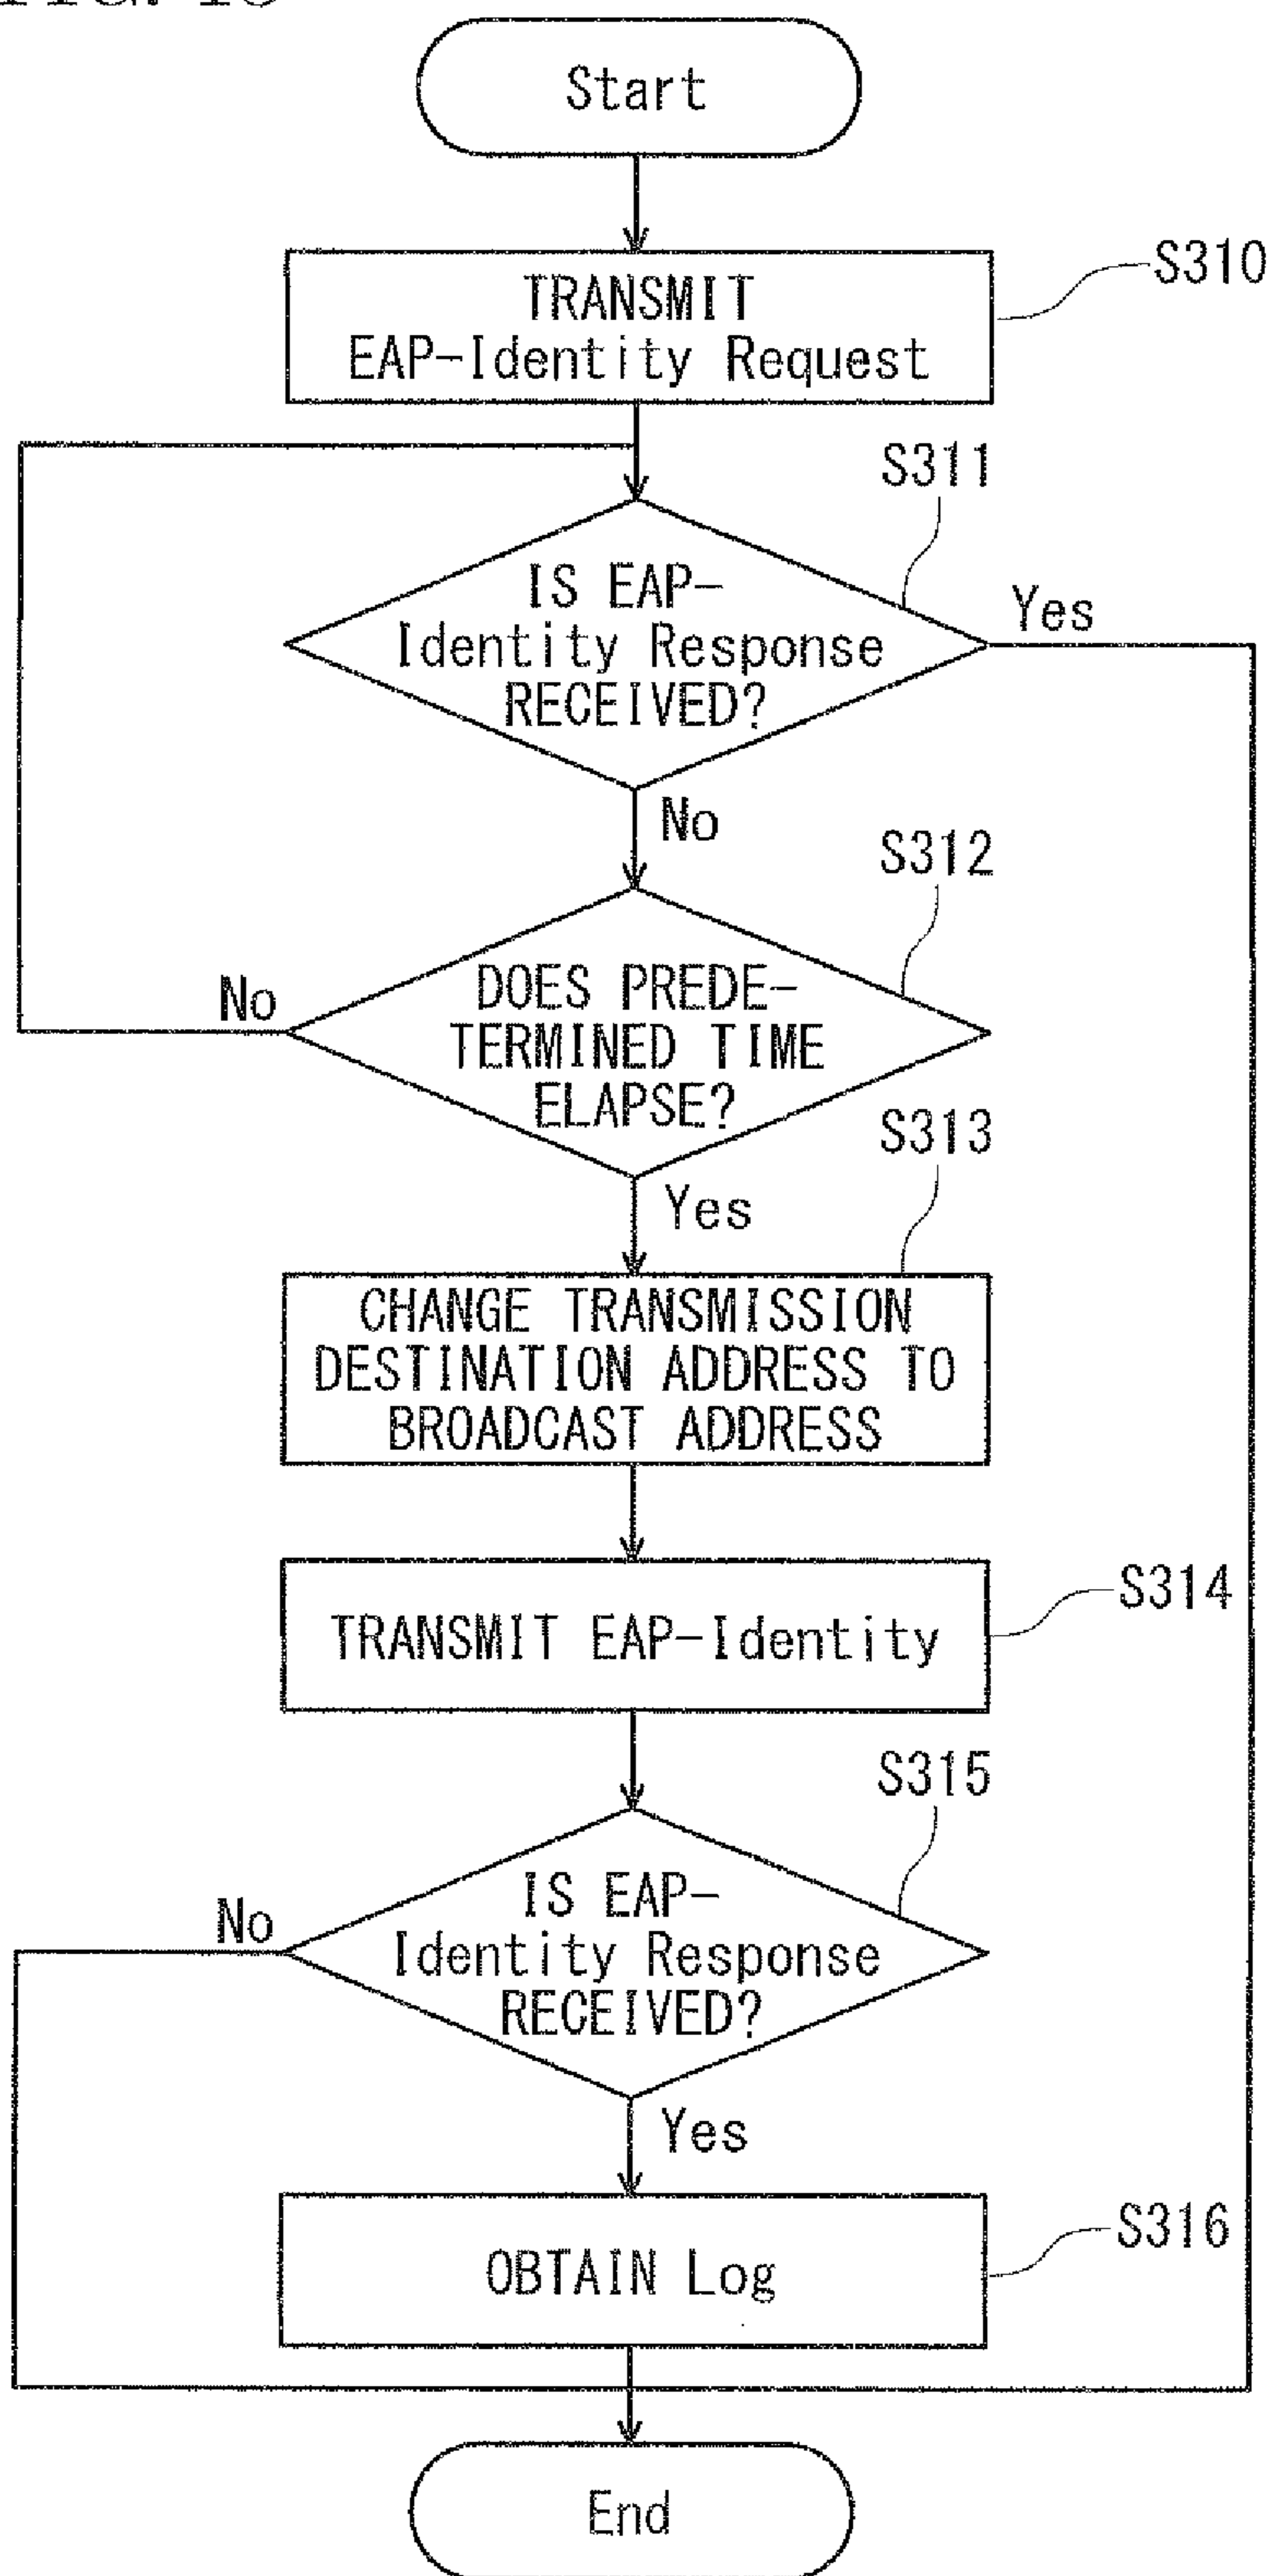 Start
S310
TRANSMIT
EAP-Identity Request
S311
IS EAP-
Identity Response
RECEIVED?
Yes
No
S312
DOES PREDE-
TERMINED TIME
ELAPSE?
No
S313
Yes
CHANGE TRANSMISSION
DESTINATION ADDRESS TO
BROADCAST ADDRESS
S314
TRANSMIT EAP-Identity
S315
IS EAP-
Identity Response
RECEIVED?
No
Yes
S316
OBTAIN Log
End